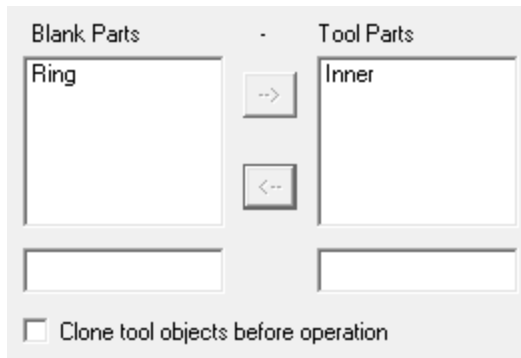 Blank Parts - Tool Parts
Ring
Inner
-->
<--
Clone tool objects before operation